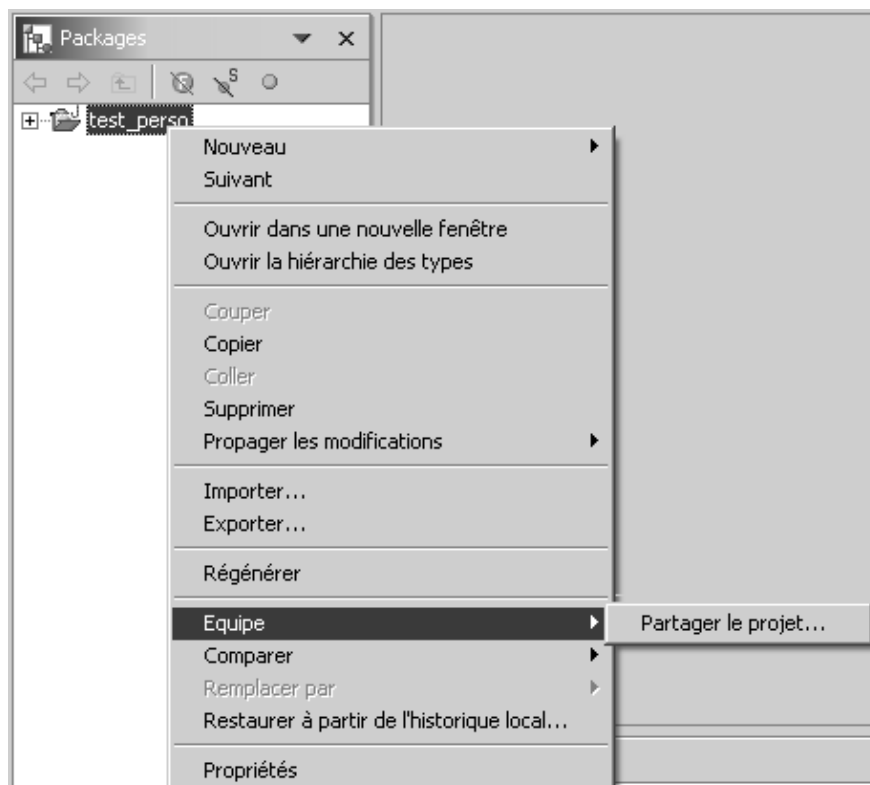 Packages
S
test_perso
Nouveau
Suivant
Ouvrir dans une nouvelle fenêtre
Ouvrir la hiérarchie des types
Couper
Copier
Coller
Supprimer
Propager les modifications
Importer...
Exporter...
Régénérer
Equipe
Partager le projet...
Comparer
Remplacer par
Restaurer à partir de l'historique local...
Propriétés